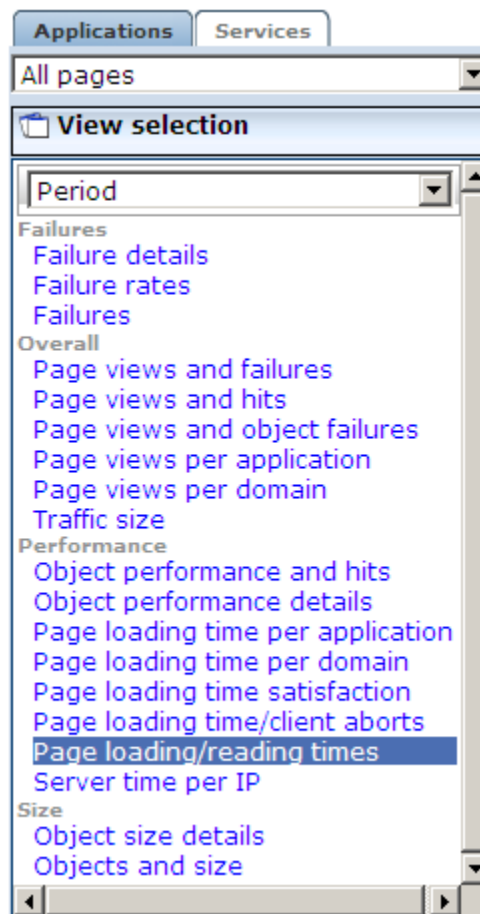 Applications Services
All pages
View selection
Period
Failures
Failure details
Failure rates
Failures
Overall
Page views and failures
Page views and hits
Page views and object failures
Page views per application
Page views per domain
Traffic size
Performance
Object performance and hits
Object performance details
Page loading time per application
Page loading time per domain
Page loading time satisfaction
Page loading time/client aborts
Page loading/reading times
Server time per IP
Size
Object size details
Objects and size